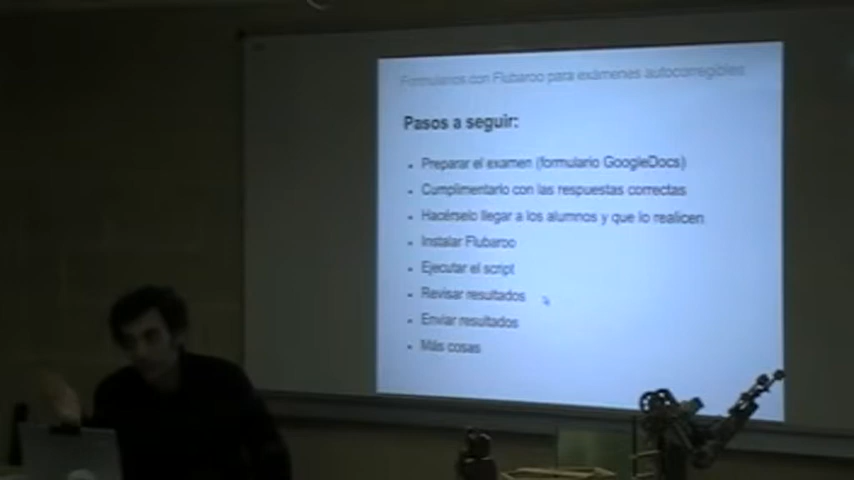 Formularios con Flubaroo para exámenes autocorregibles
Pasos a seguir:
Preparar el examen (formulario GoogleDocs)
Cumplimentarlo con las respuestas correctas
Hacérselo llegar a los alumnos y que lo realicen
Instalar Flubaroo
Ejecutar el script
Revisar resultados
Enviar resultados
Más cosas